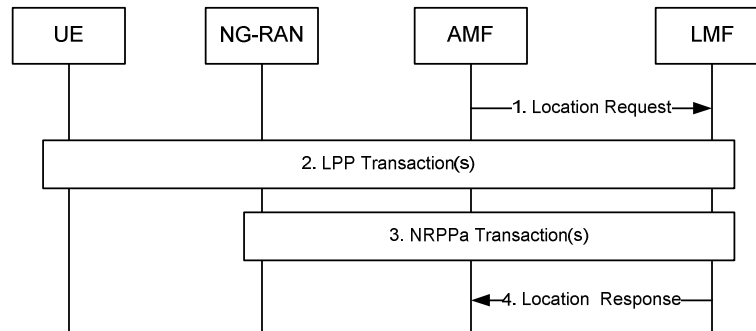 UE
NG-RAN
AMF
LMF
1. Location Request
2. LPP Transaction(s)
3. NRPPa Transaction(s)
4. Location Response